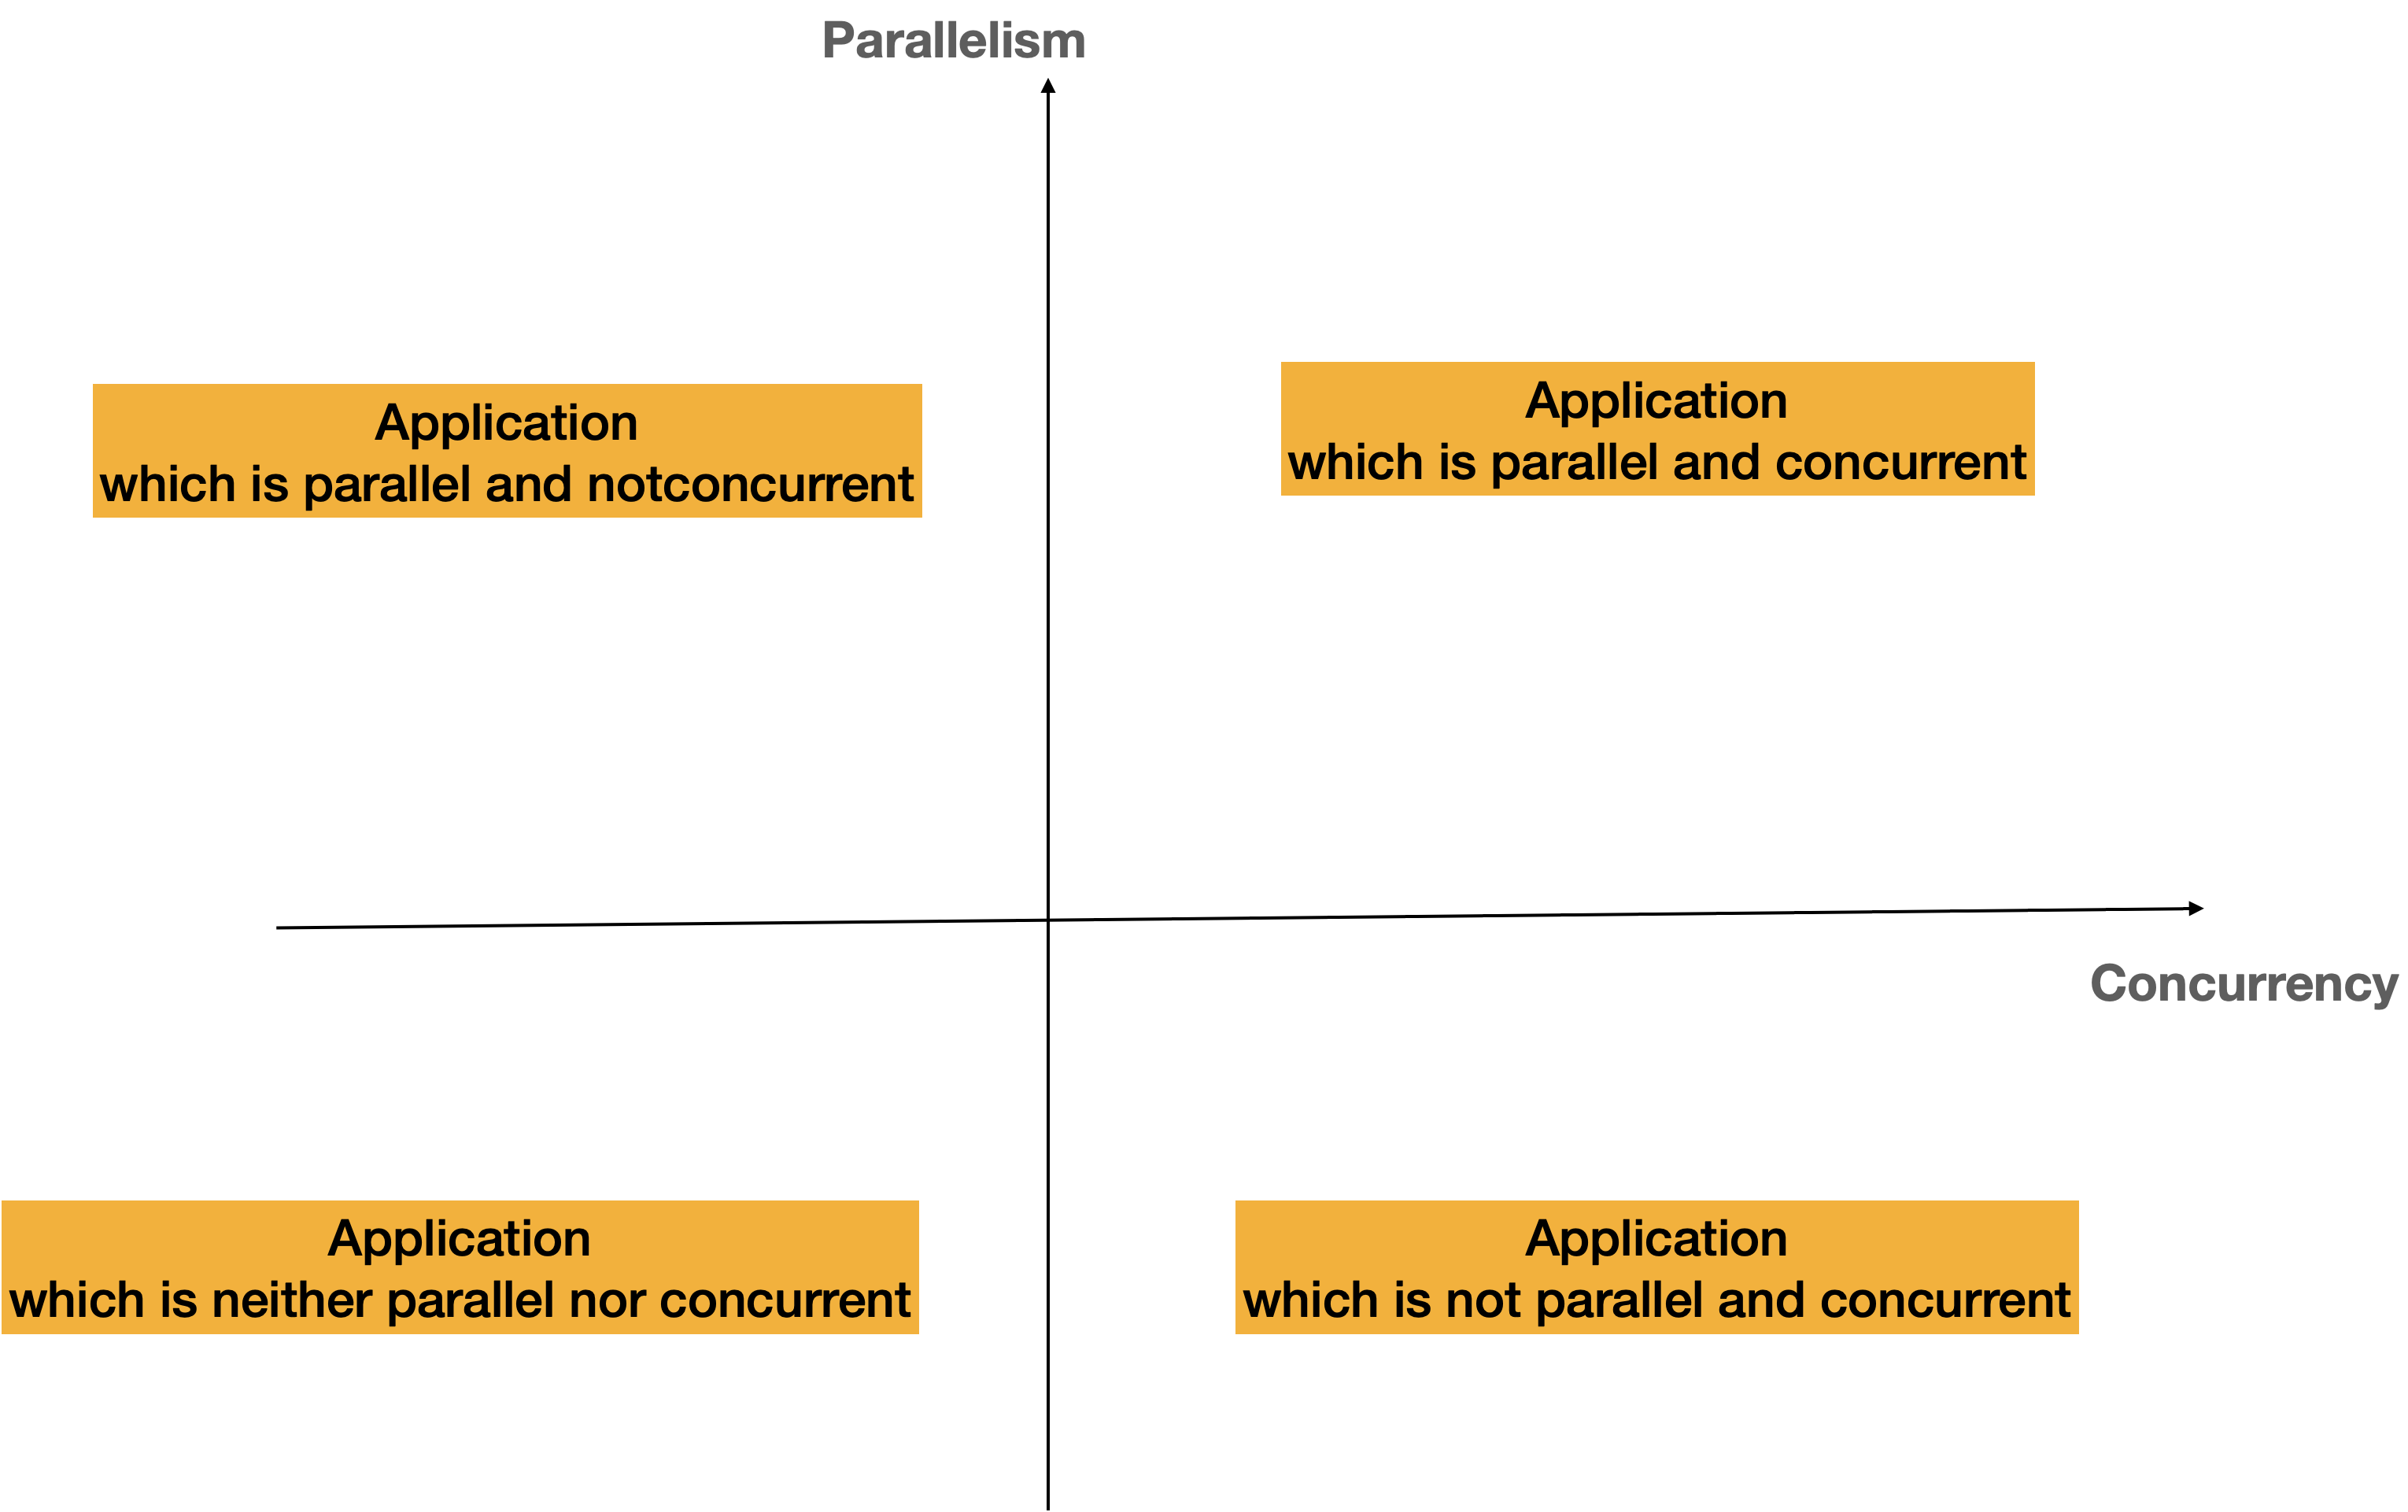 Parallelism
Application
which is parallel and notconcurrent
Application
which is parallel and concurrent
Concurrency
Application
which is neither parallel nor concurrent
Application
which is not parallel and concurrent